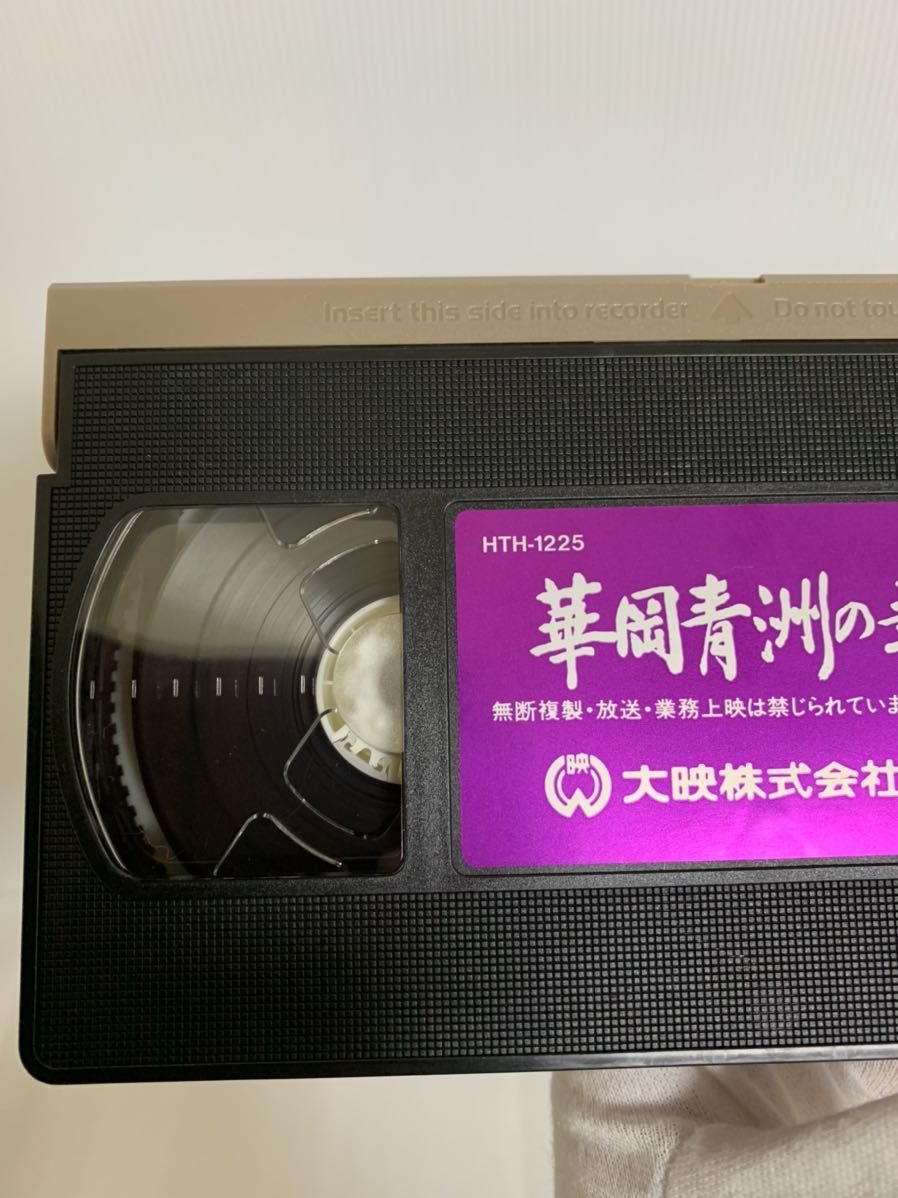 Insert this side into recorder Do not tou
HTH-1225
華岡青洲の
無断複製・放送・業務上映は禁じられていま
映 大映株式会社